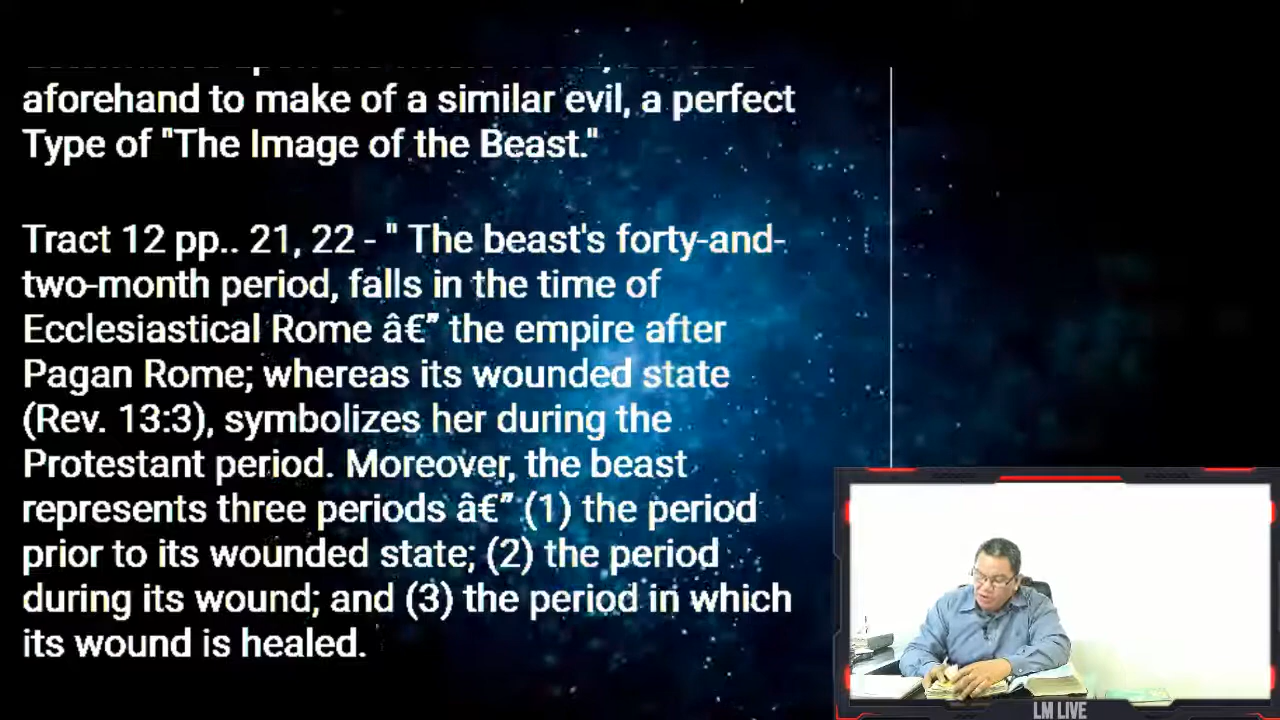 aforehand to make of a similar evil, a perfect
Type of "The Image of the Beast."
Tract 12 pp.. 21, 22 - " The beast's forty-and-
two-month period, falls in the time of
Ecclesiastical Rome â€” the empire after
Pagan Rome; whereas its wounded state
(Rev. 13:3), symbolizes her during the
Protestant period. Moreover, the beast
represents three periods â€” (1) the period
prior to its wounded state; (2) the period
during its wound; and (3) the period in which
its wound is healed.
LM LIVE